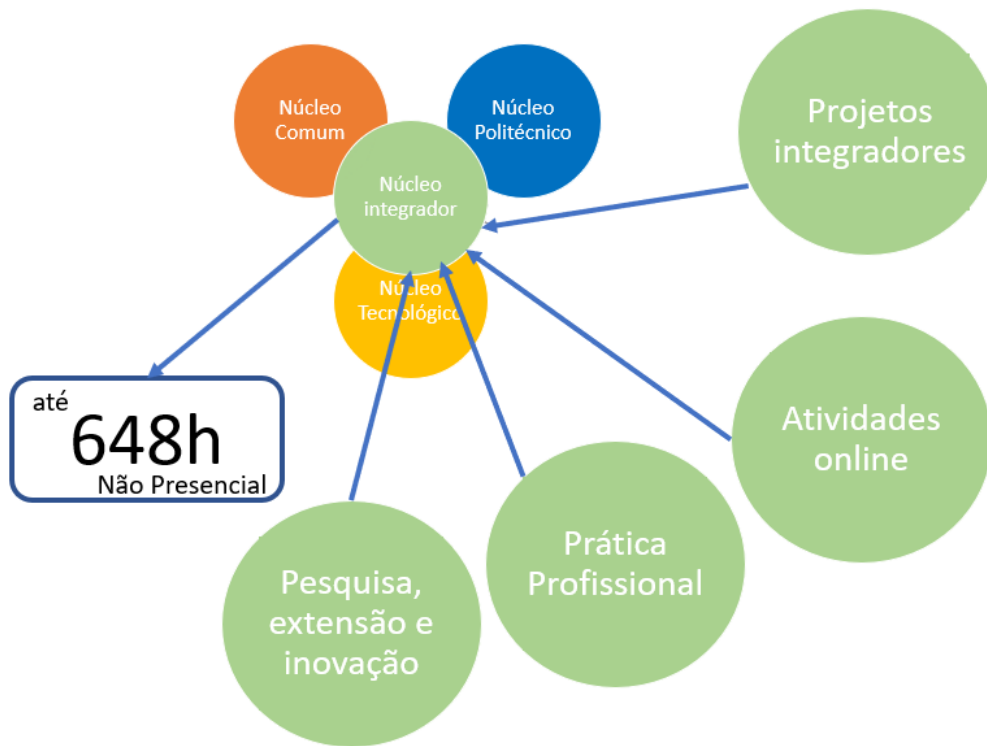 Núcleo
Comum
Núcleo
Politécnico
Projetos
integradores
Núcleo
integrador
Núcleo
Tecnológico
até
648h
Não Presencial
Atividades
online
Prática
Profissional
Pesquisa,
extensão e
inovação